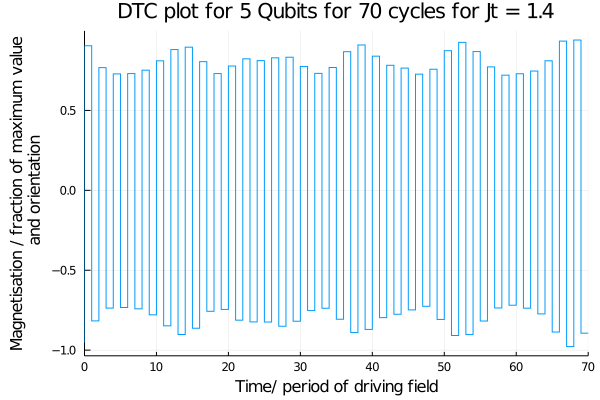 DTC plot for 5 Qubits for 70 cycles for Jt = 1.4
Magnetisation / fraction of maximum value
and orientation
0.5
0.0
−0.5
−1.0
0 10 20 30 40 50 60 70
Time/ period of driving field